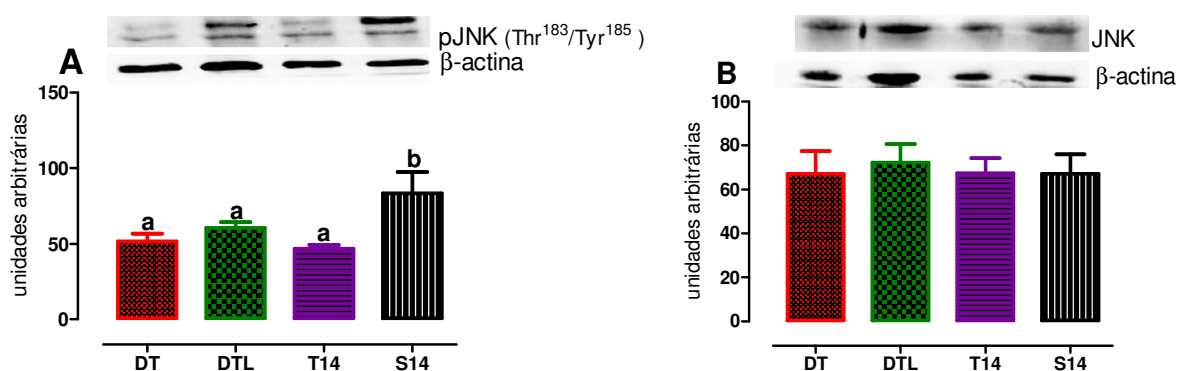 pJNK (Thr183/Tyr185 )
β-actina
A
150
100
50
0
unidades arbitrárias
a
a
a
b
DT
DTL
T14
S14
JNK
β-actina
B
100
80
60
40
20
0
unidades arbitrárias
DT
DTL
T14
S14